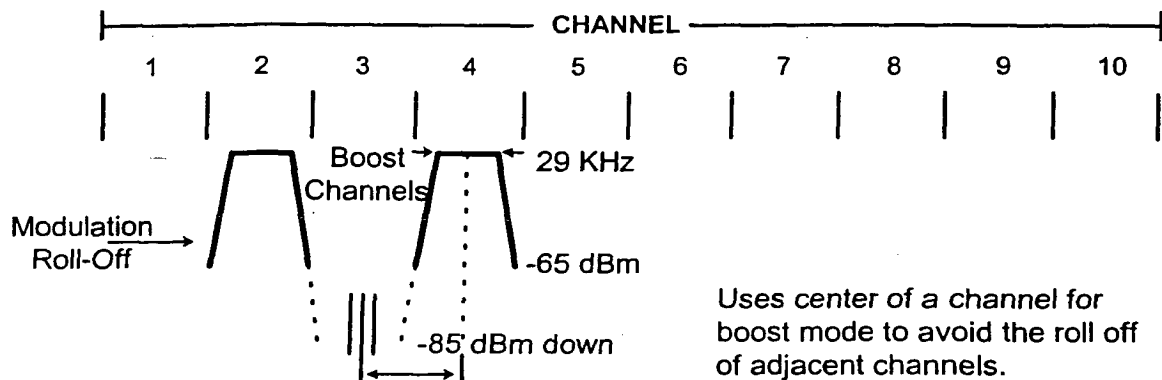 CHANNEL
1 2 3 4 5 6 7 8 9 10
Boost
Channels
29 KHz
Modulation
Roll-Off
-65 dBm
-85 dBm down
Uses center of a channel for
boost mode to avoid the roll off
of adjacent channels.